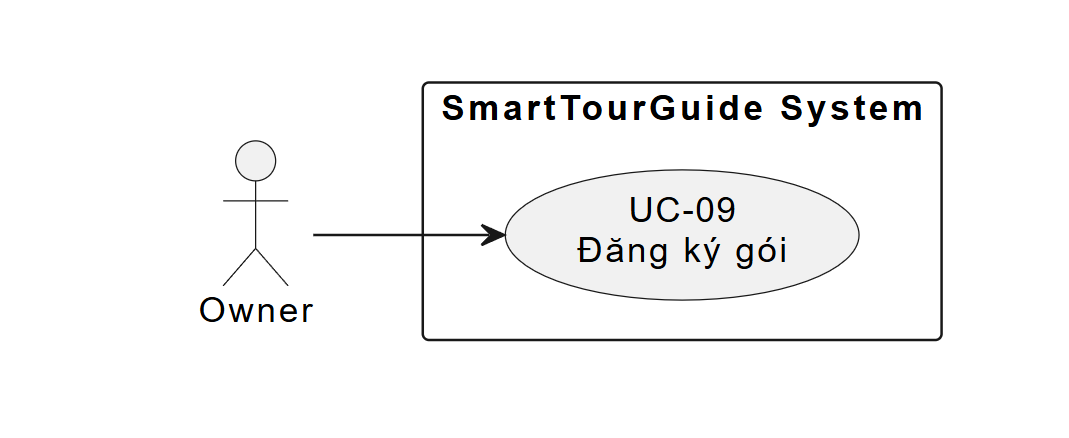 SmartTourGuide System
UC-09
Đăng ký gói
Owner